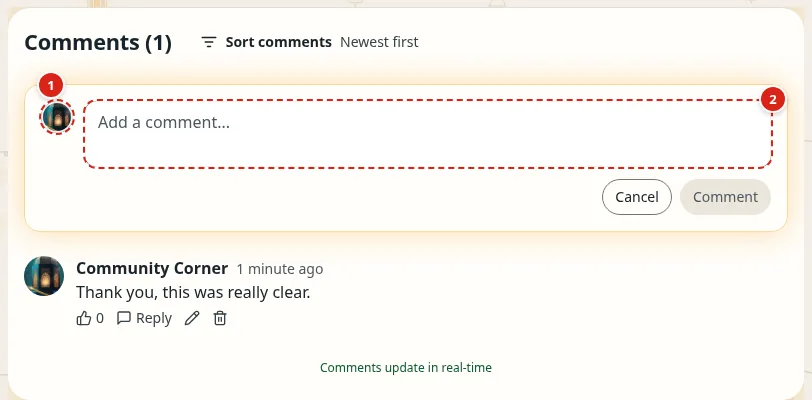 Comments (1)
Sort comments Newest first
1
2
Add a comment...
Cancel
Comment
Community Corner 1 minute ago
Thank you, this was really clear.
0 Reply
Comments update in real-time